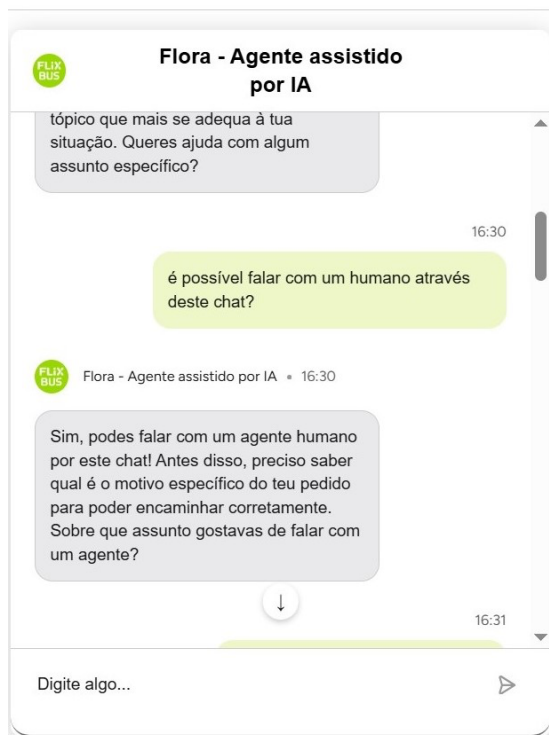 FLiX
BUS
Flora - Agente assistido
por IA
tópico que mais se adequa à tua
situação. Queres ajuda com algum
assunto específico?
16:30
é possível falar com um humano através
deste chat?
FLiX
BUS
Flora - Agente assistido por IA • 16:30
Sim, podes falar com um agente humano
por este chat! Antes disso, preciso saber
qual é o motivo específico do teu pedido
para poder encaminhar corretamente.
Sobre que assunto gostavas de falar com
um agente?
16:31
Digite algo...